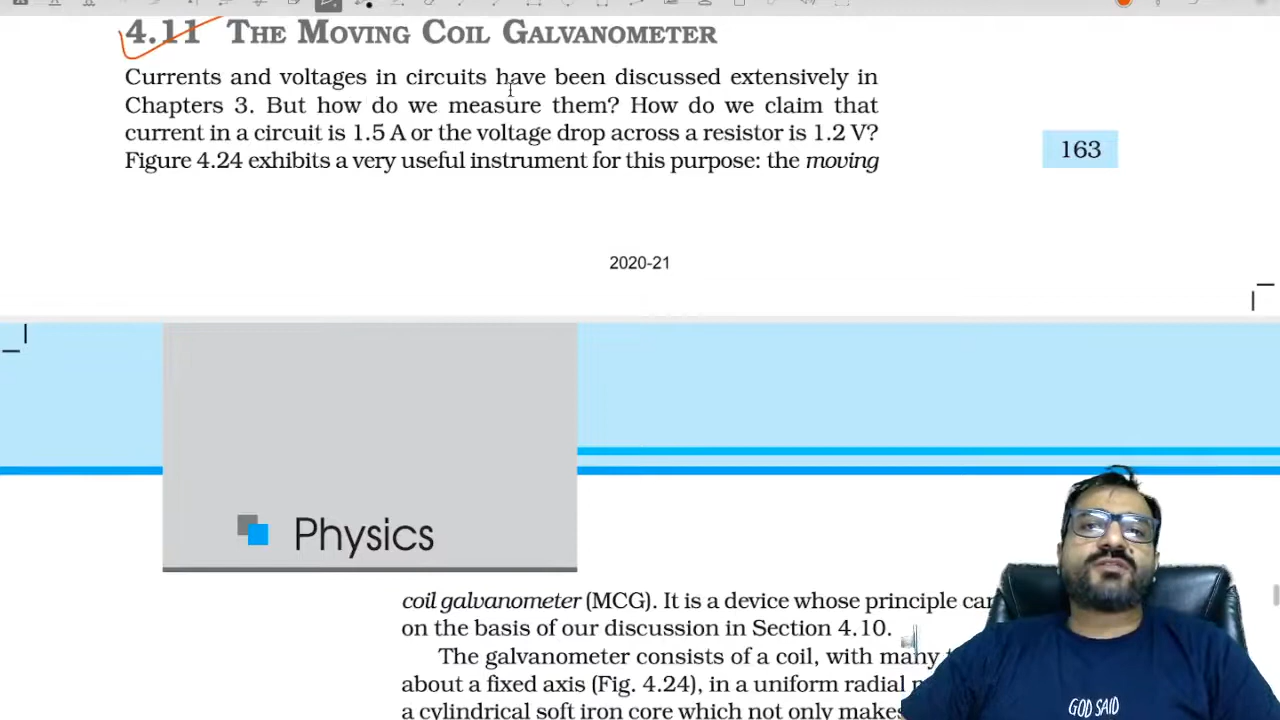 4.11 THE MOVING COIL GALVANOMETER
Currents and voltages in circuits have been discussed extensively in
Chapters 3. But how do we measure them? How do we claim that
current in a circuit is 1.5 A or the voltage drop across a resistor is 1.2 V?
Figure 4.24 exhibits a very useful instrument for this purpose: the moving
163
2020-21
Physics
coil galvanometer (MCG). It is a device whose principle can
on the basis of our discussion in Section 4.10.
The galvanometer consists of a coil, with many
about a fixed axis (Fig. 4.24), in a uniform radial
a cylindrical soft iron core which not only makes
GOD SAID